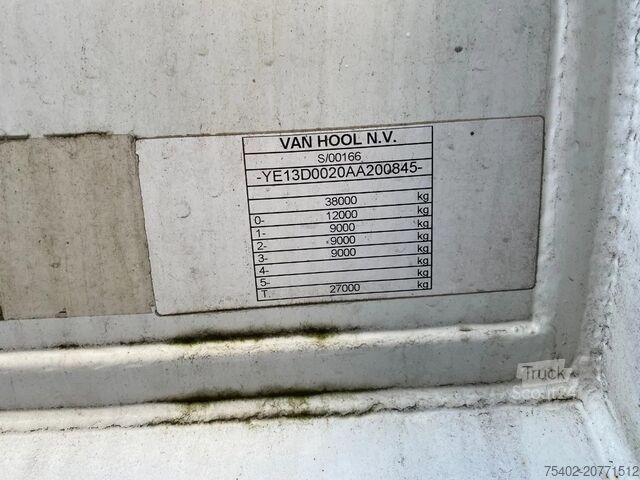 VAN HOOL N.V.
S/00166
-YE13D0020AA200845-
38000 kg
0- 12000 kg
1- 9000 kg
2- 9000 kg
3- 9000 kg
4- kg
5- kg
T. 27000 kg
Truck
75402-20771512